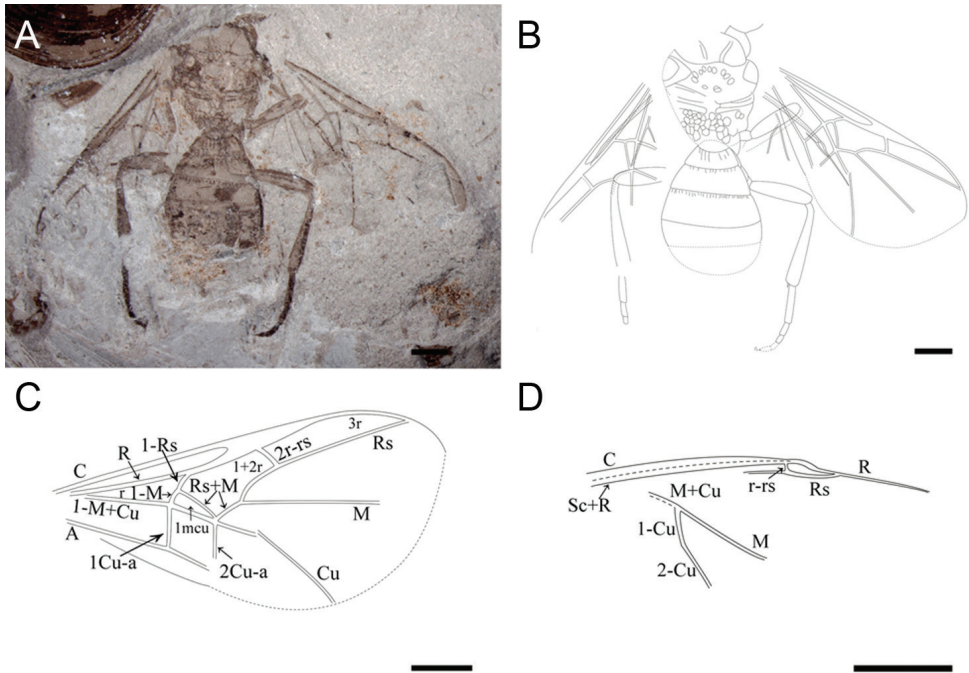 A
B
C
1-Rs
R
C
r 1-M
1-M+Cu
A
1Cu-a
Rs+M
1mcu
2Cu-a
1+2r
2r-rs
3r
Rs
M
Cu
D
C
Sc+R
r-rs
R
Rs
M+Cu
1-Cu
M
2-Cu